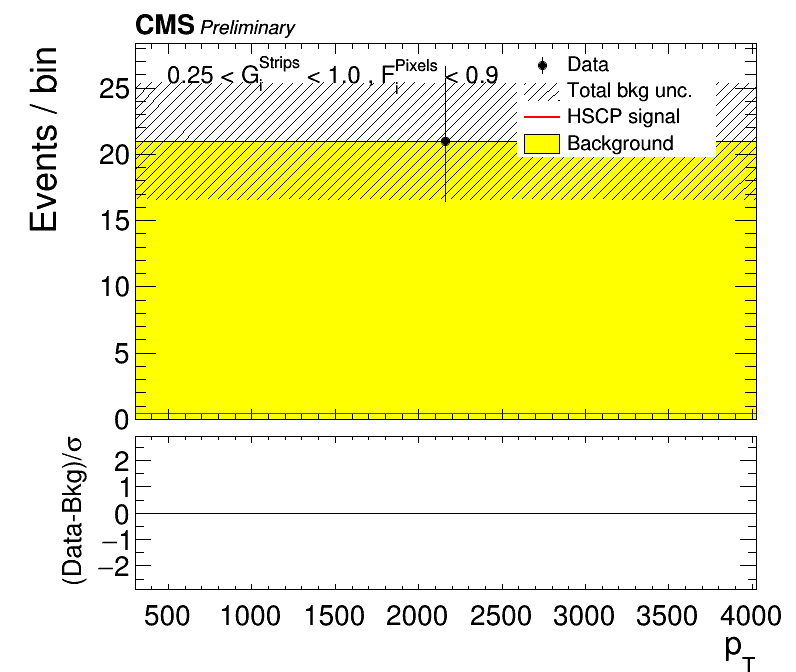 CMS Preliminary
0.25 < G_i^Strips < 1.0 , F_i^Pixels < 0.9
Data
Total bkg unc.
HSCP signal
Background
Events / bin
25
20
15
10
5
0
(Data-Bkg)/σ
2
1
0
−1
−2
500 1000 1500 2000 2500 3000 3500 4000
p_T